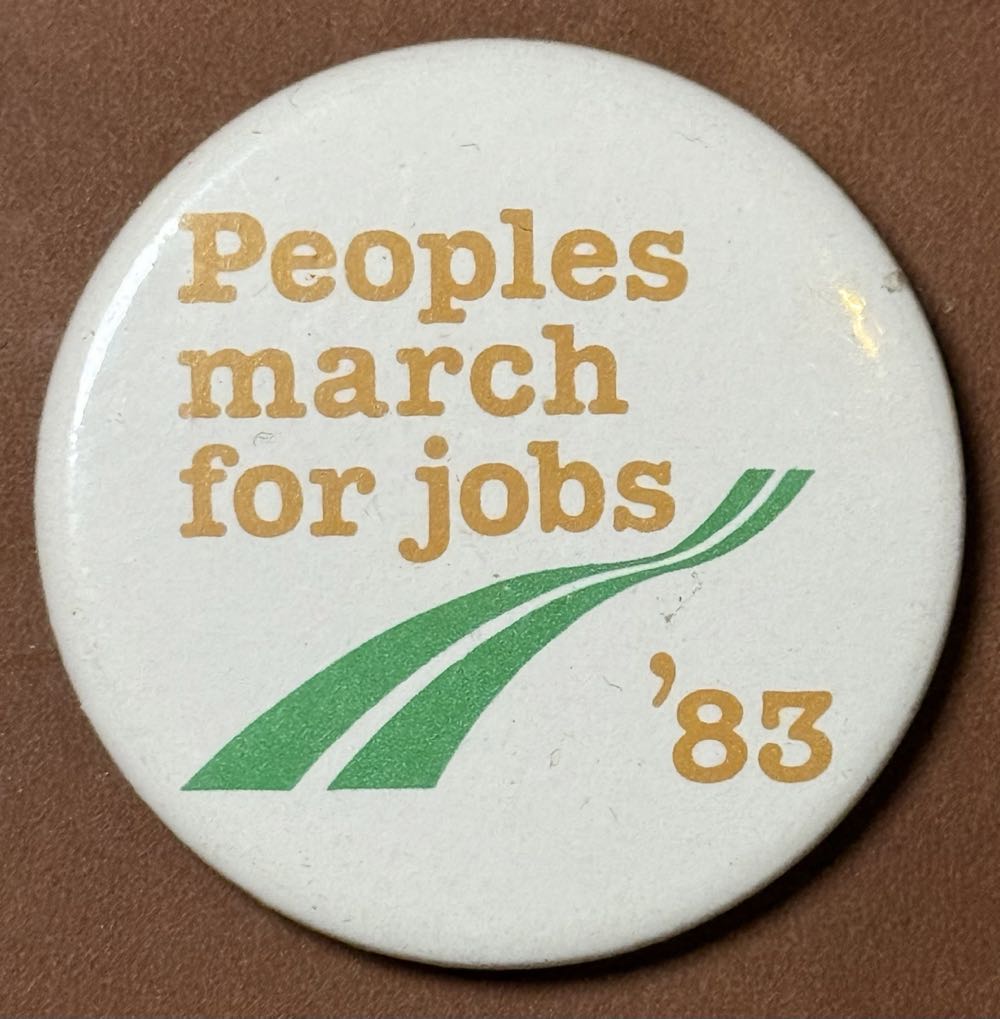 Peoples
march
for jobs
'83